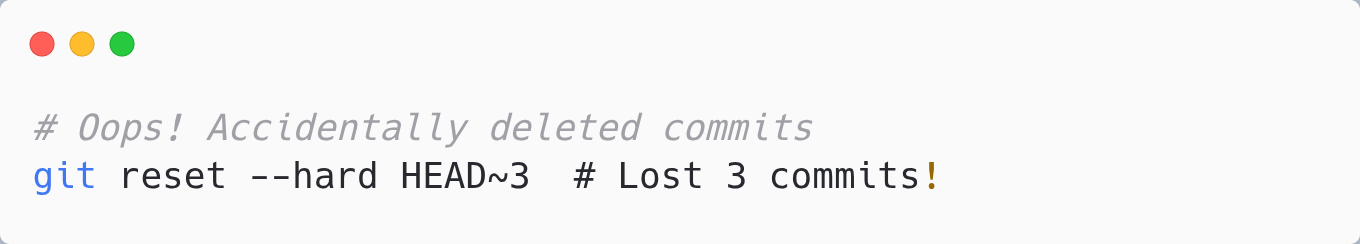 # Oops! Accidentally deleted commits
git reset --hard HEAD~3  # Lost 3 commits!